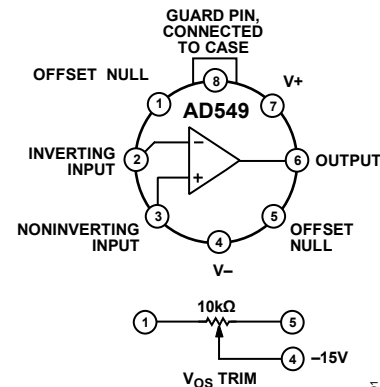 GUARD PIN,
CONNECTED
TO CASE
OFFSET NULL
8
V+
1
AD549
7
INVERTING
INPUT
2
−
6
OUTPUT
+
NONINVERTING
INPUT
3
5
OFFSET
NULL
4
V−
10kΩ
1
5
4
−15V
VOS TRIM